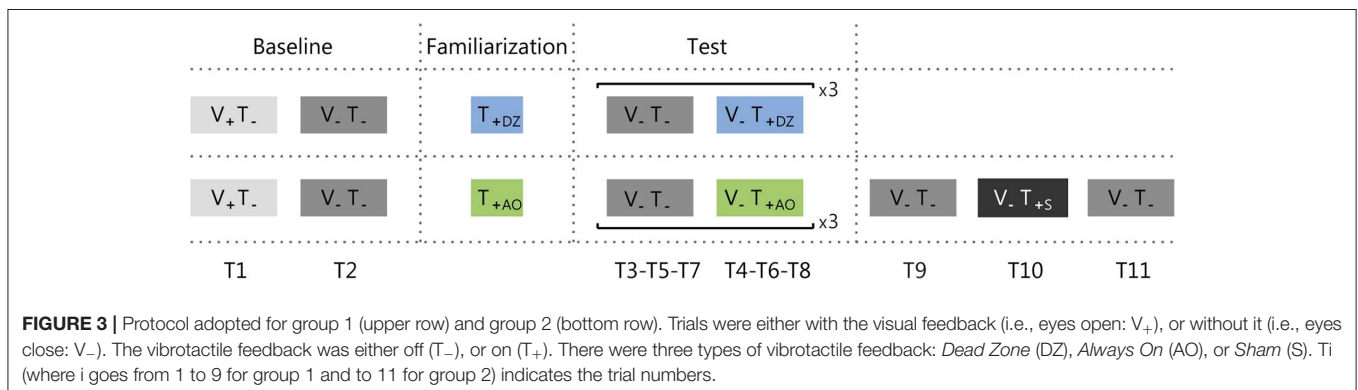 Baseline Familiarization Test
V+T- V- T- T+DZ V- T- V- T+DZ x3
V+T- V- T- T+AO V- T- V- T+AO x3 V- T- V- T+S V- T-
T1 T2 T3-T5-T7 T4-T6-T8 T9 T10 T11
FIGURE 3 | Protocol adopted for group 1 (upper row) and group 2 (bottom row). Trials were either with the visual feedback (i.e., eyes open: V+), or without it (i.e., eyes
close: V−). The vibrotactile feedback was either off (T−), or on (T+). There were three types of vibrotactile feedback: Dead Zone (DZ), Always On (AO), or Sham (S). Ti
(where i goes from 1 to 9 for group 1 and to 11 for group 2) indicates the trial numbers.